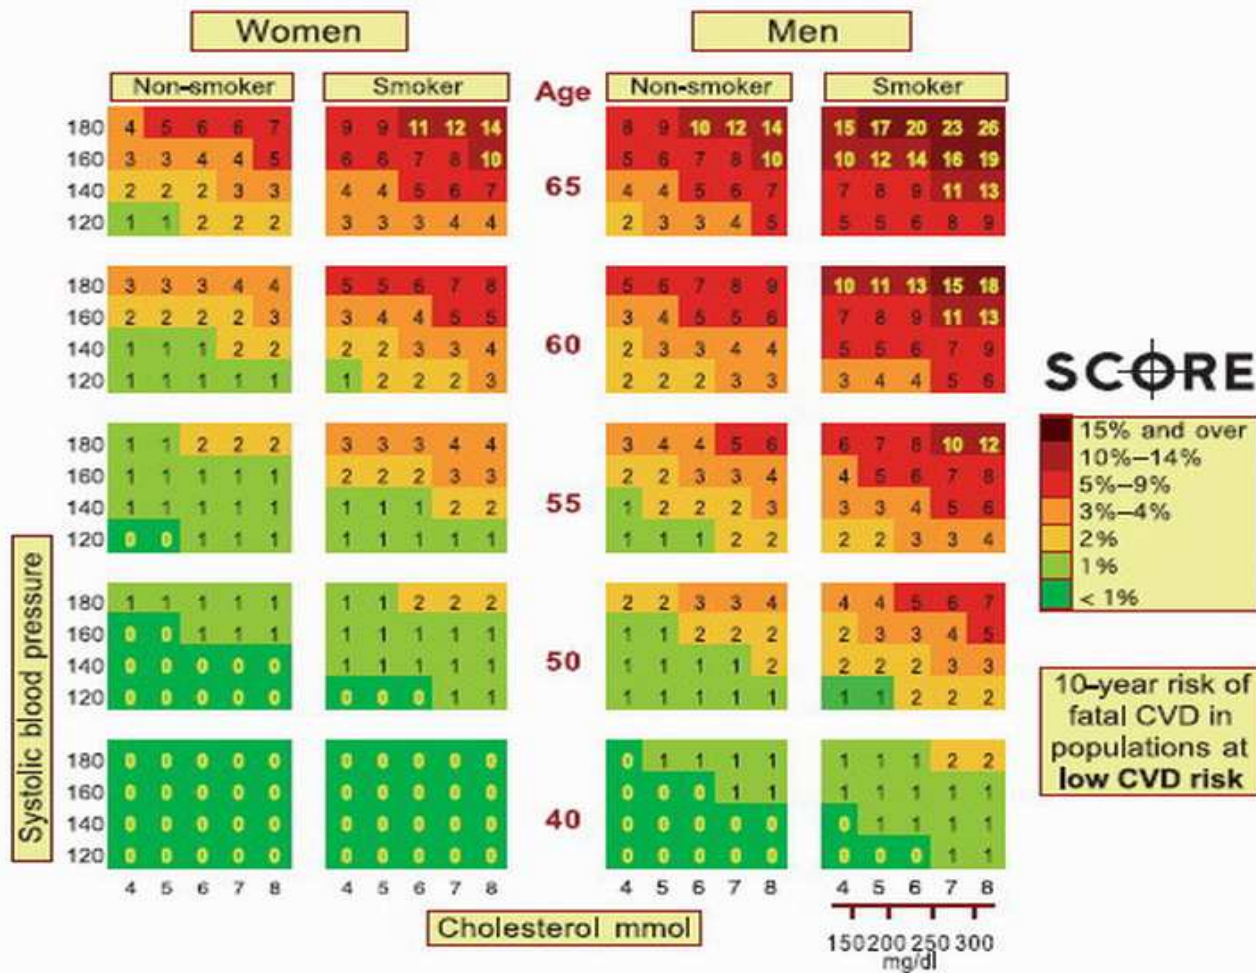 Women Men
Non-smoker Smoker Age Non-smoker Smoker
180 4 5 6 6 7 9 9 11 12 14 8 9 10 12 14 15 17 20 23 26
160 3 3 4 4 5 6 6 7 8 10 5 6 7 8 10 10 12 14 16 19
65
140 2 2 2 3 3 4 4 5 6 7 4 4 5 6 7 7 8 9 11 13
120 1 1 2 2 2 3 3 3 4 4 2 3 3 4 5 5 5 6 8 9
180 3 3 3 4 4 5 5 6 7 8 5 6 7 8 9 10 11 13 15 18
160 2 2 2 2 3 3 4 4 5 5 3 4 5 5 6 7 8 9 11 13
60
140 1 1 1 2 2 2 2 3 3 4 2 3 3 4 4 5 5 6 7 9
120 1 1 1 1 1 1 2 2 2 3 2 2 2 3 3 3 4 4 5 6
180 1 1 2 2 2 3 3 3 4 4 3 4 4 5 6 6 7 8 10 12
160 1 1 1 1 1 2 2 2 3 3 2 2 3 3 4 4 5 6 7 8
55
140 1 1 1 1 1 1 1 1 2 2 1 2 2 2 3 3 3 4 5 6
120 0 0 1 1 1 1 1 1 1 1 1 1 1 2 2 2 2 3 3 4
180 1 1 1 1 1 1 1 2 2 2 2 2 3 3 4 4 4 5 6 7
160 0 0 1 1 1 1 1 1 1 1 1 1 2 2 2 2 3 3 4 5
50
140 0 0 0 0 0 1 1 1 1 1 1 1 1 1 2 2 2 2 3 3
120 0 0 0 0 0 0 0 0 1 1 1 1 1 1 1 1 1 2 2 2
180 0 0 0 0 0 0 0 0 0 0 0 1 1 1 1 1 1 1 2 2
160 0 0 0 0 0 0 0 0 0 0 0 0 0 1 1 1 1 1 1 1
40
140 0 0 0 0 0 0 0 0 0 0 0 0 0 0 0 0 1 1 1 1
120 0 0 0 0 0 0 0 0 0 0 0 0 0 0 0 0 0 0 1 1
4 5 6 7 8 4 5 6 7 8 4 5 6 7 8 4 5 6 7 8
Systolic blood pressure
Cholesterol mmol
150 200 250 300
mg/dl
SCORE
15% and over
10%–14%
5%–9%
3%–4%
2%
1%
< 1%
10–year risk of
fatal CVD in
populations at
low CVD risk